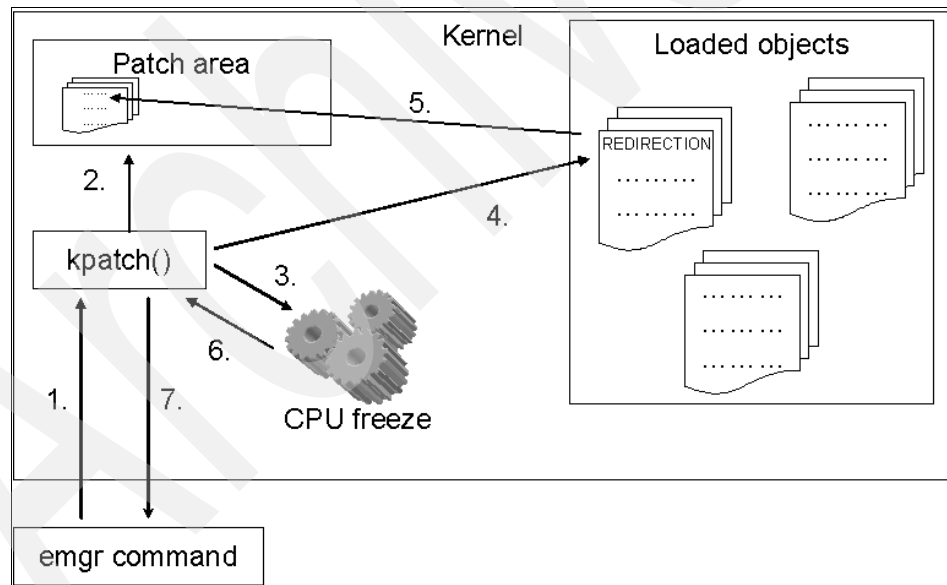 Kernel
Patch area
Loaded objects
5.
REDIRECTION
2.
4.
kpatch()
3.
6.
1.
7.
CPU freeze
emgr command